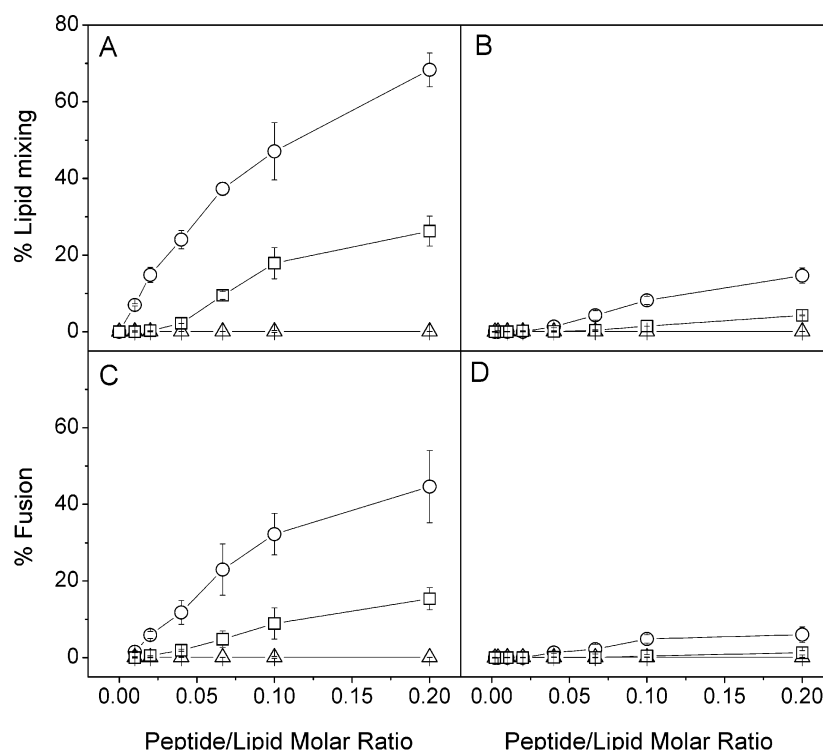 A
B
% Lipid mixing
80
60
40
20
0
C
D
% Fusion
60
40
20
0
0.00 0.05 0.10 0.15 0.20
0.00 0.05 0.10 0.15 0.20
Peptide/Lipid Molar Ratio
Peptide/Lipid Molar Ratio